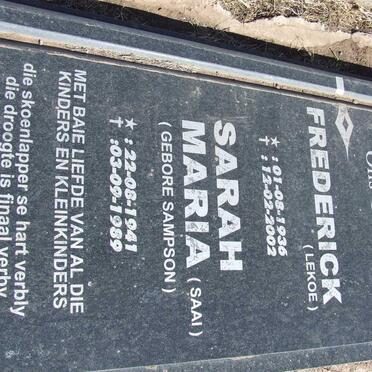 FREDERICK
(LEKOE)
★: 01-08-1936
✝: 12-02-2002
SARAH
MARIA (SAAI)
(GEBORE SAMPSON)
★: 22-08-1941
✝: 03-09-1989
MET BAIE LIEFDE VAN AL DIE
KINDERS EN KLEINKINDERS
die skoenlapper se hart verbly
die droogte is finaal verby